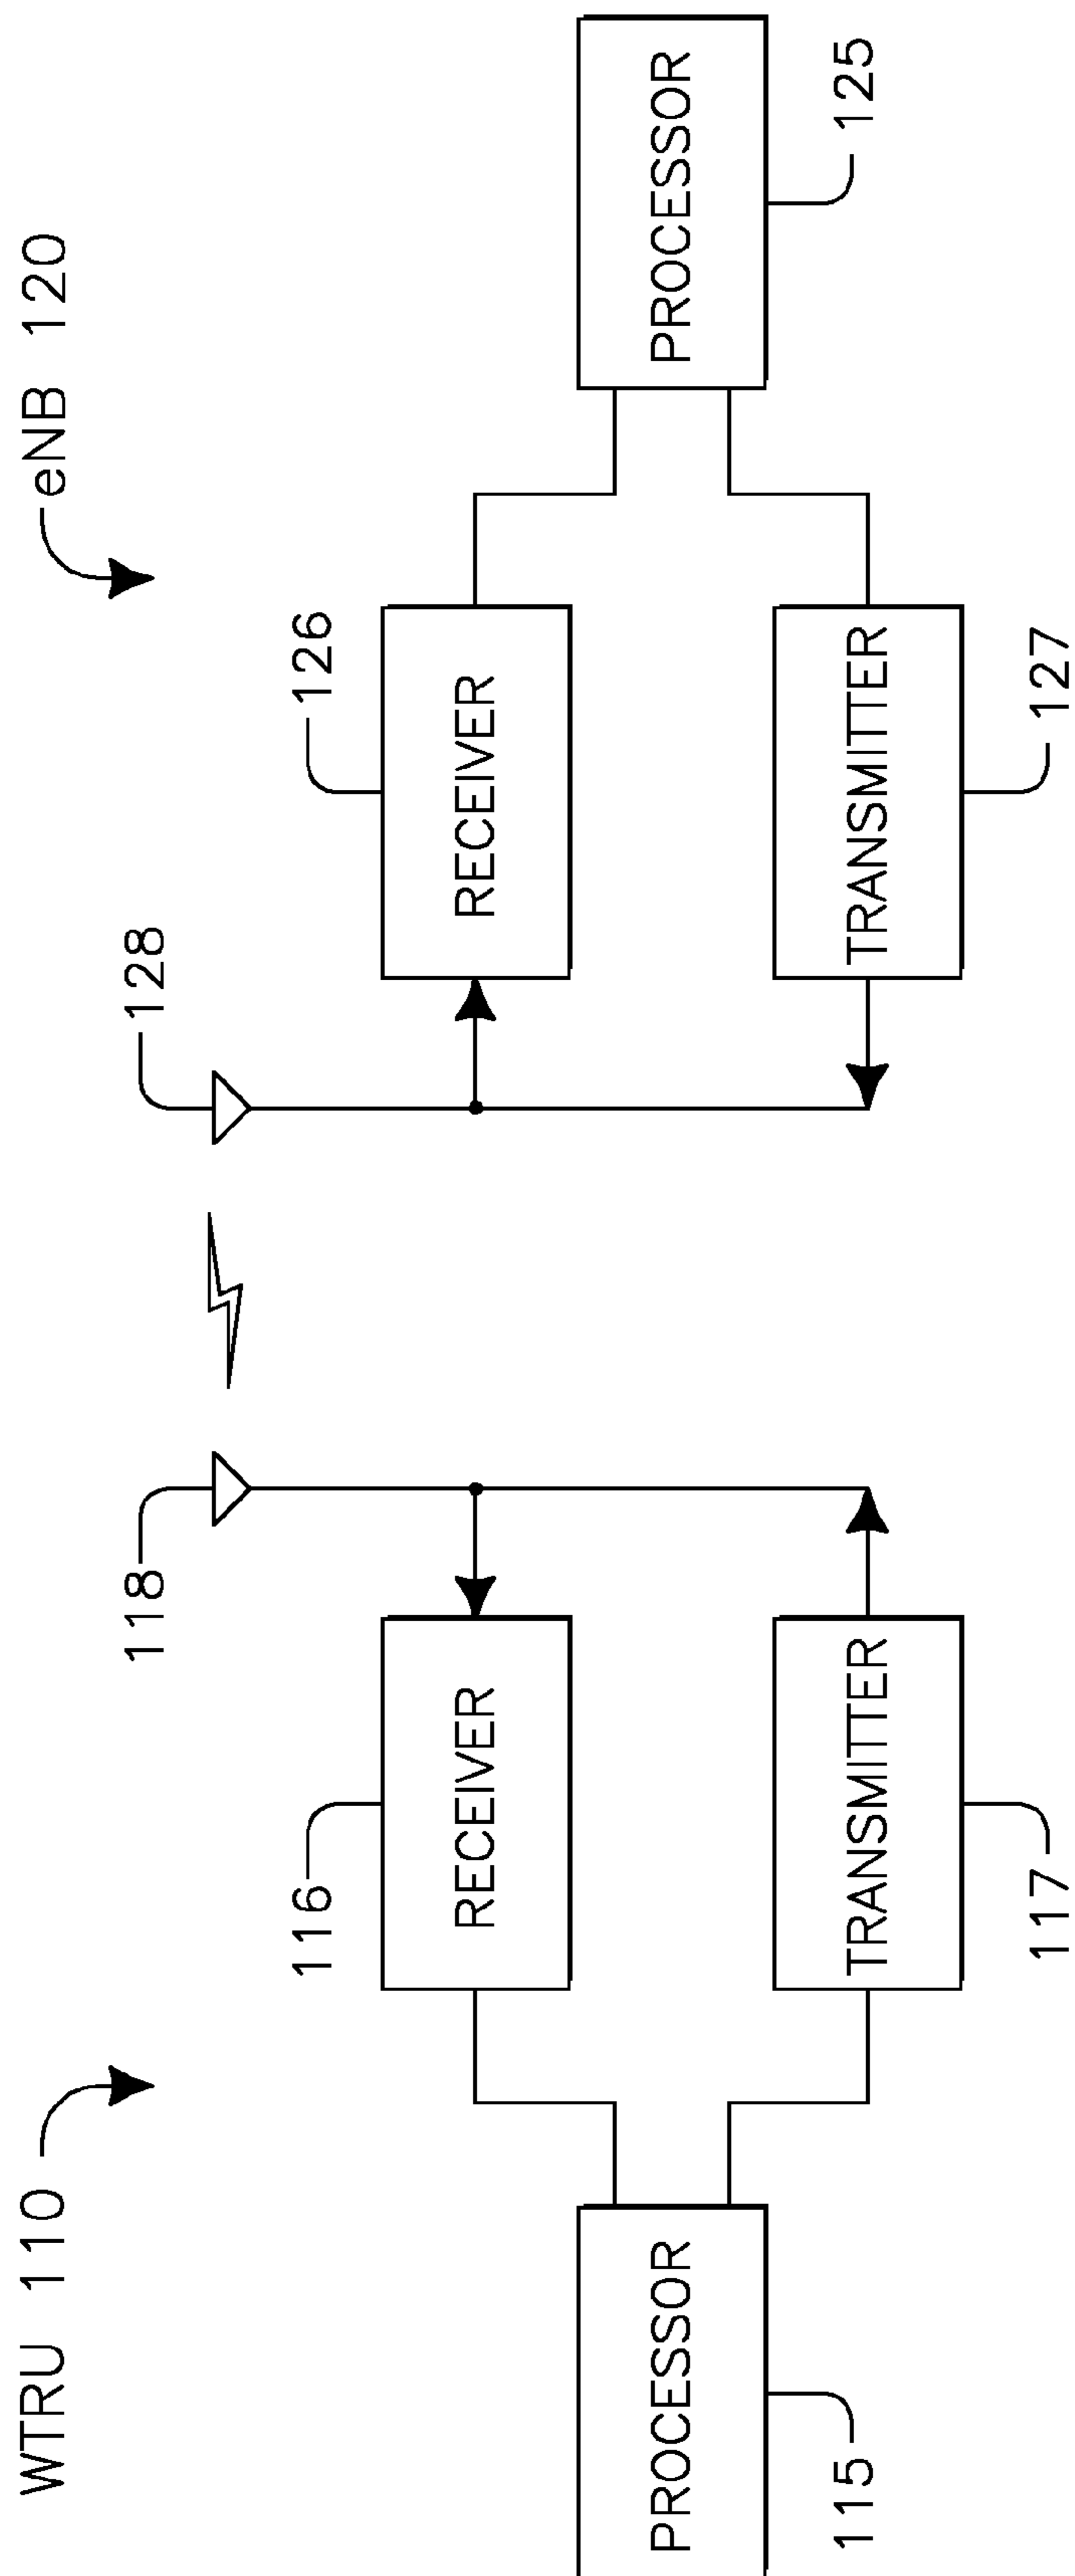 WTRU 110
eNB 120
118
128
116
126
RECEIVER
RECEIVER
PROCESSOR
PROCESSOR
115
125
TRANSMITTER
TRANSMITTER
117
127